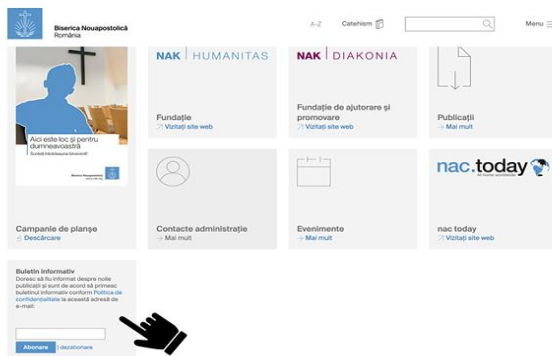 Biserica Nouapostolică
România
A-Z
Catehism
Menu
Aici este loc și pentru
dumneavoastră
Biserica Nouapostolică
Campanie de planșe
Descărcare
NAK HUMANITAS
Fundație
Vizitați site web
NAK DIAKONIA
Fundație de ajutorare și
promovare
Vizitați site web
Publicații
Mai mult
Contacte administrație
Mai mult
Evenimente
Mai mult
nac.today
nac today
Vizitați site web
Buletin informativ
Doresc să fiu informat despre noile
publicații și sunt de acord să primesc
buletinul informativ conform Politica de
confidențialitate la această adresă de
e-mail:
Abonare | dezabonare